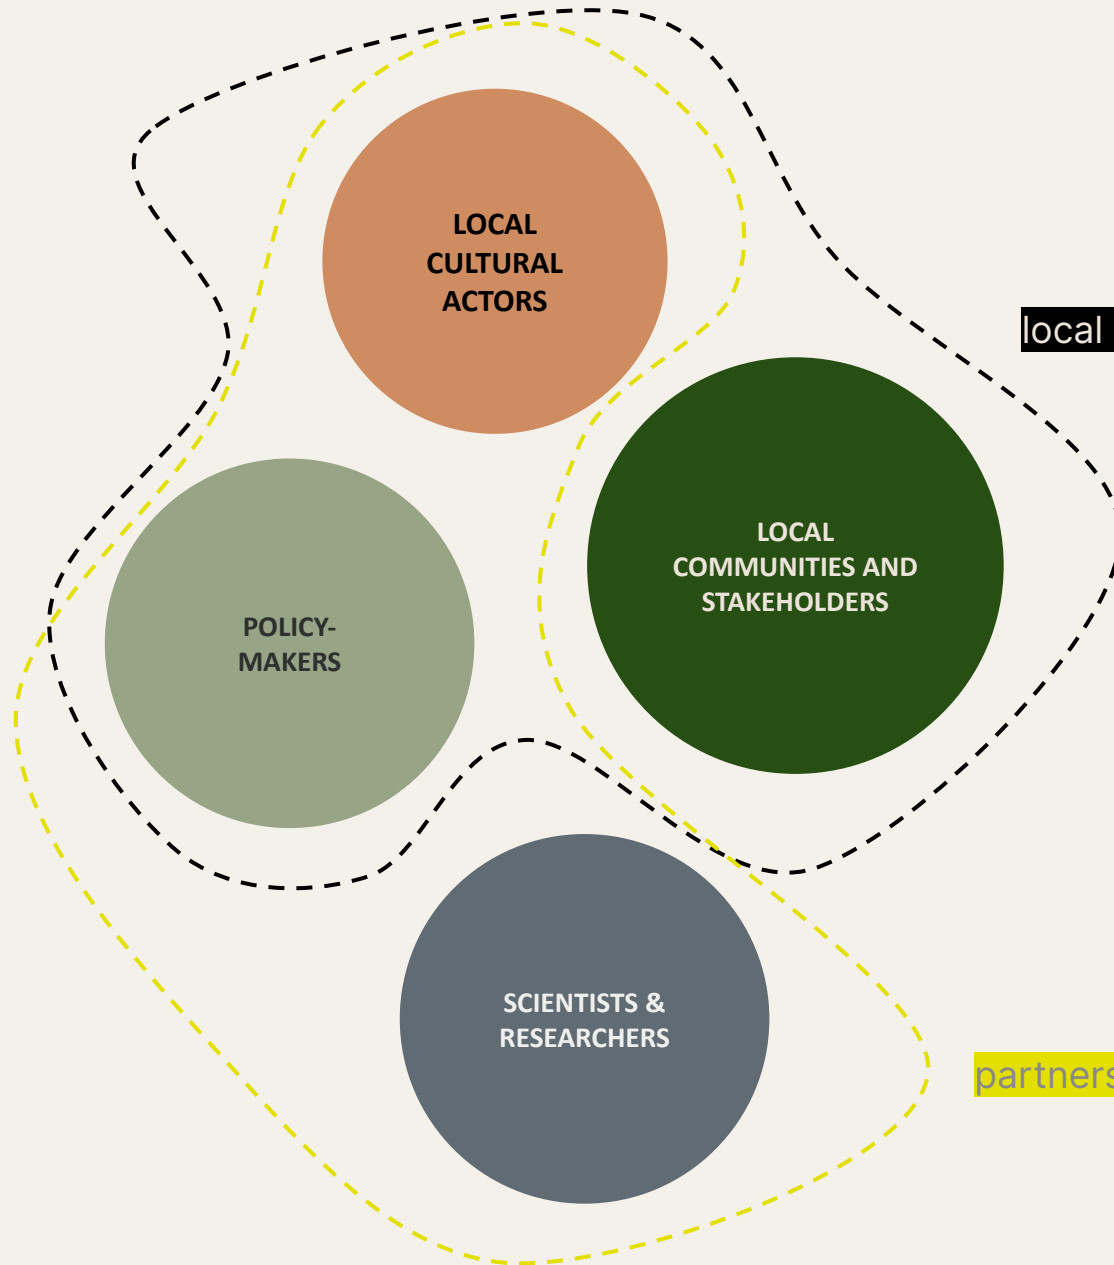 LOCAL
CULTURAL
ACTORS
local
LOCAL
COMMUNITIES AND
STAKEHOLDERS
POLICY-
MAKERS
SCIENTISTS &
RESEARCHERS
partners